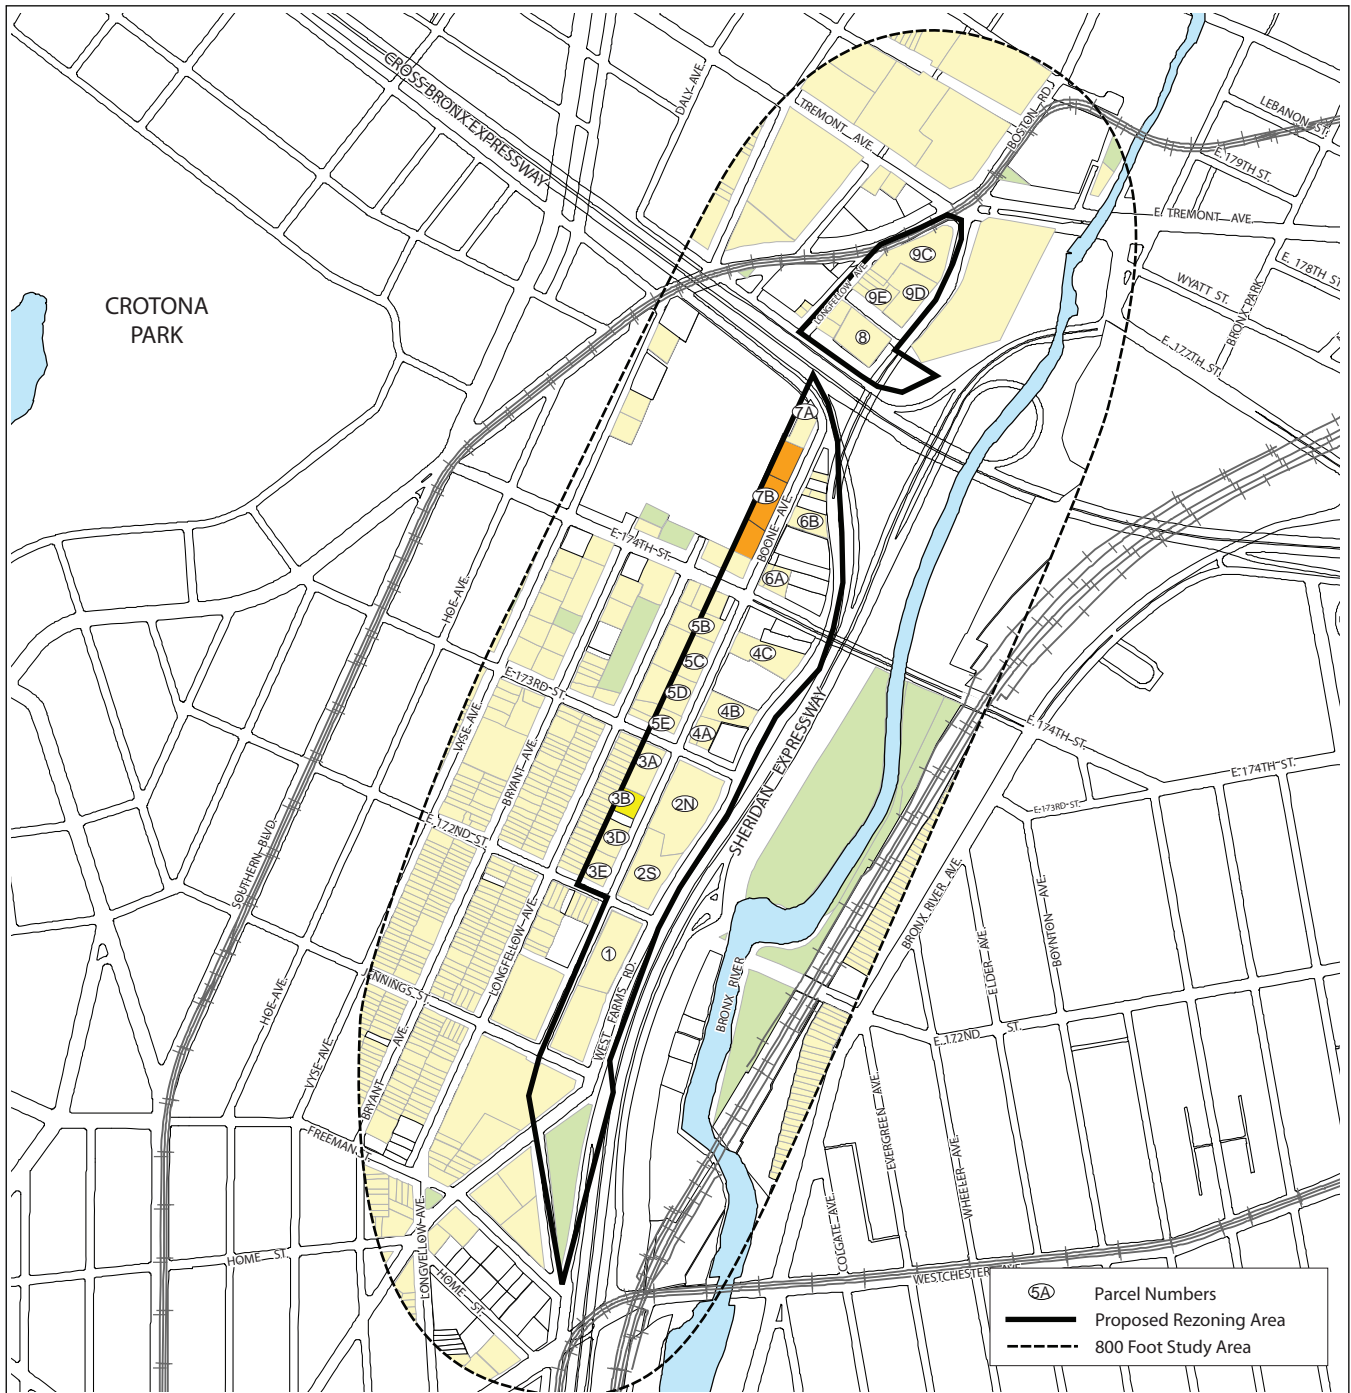 CROSS BRONX EXPRESSWAY
DALY AVE.
TREMONT AVE.
BOSTON RD.
LEBANON ST.
E. 179TH ST.
E. TREMONT AVE.
E. 178TH ST.
WYATT ST.
BRONX PARK
E. 177TH ST.
CROTONA
PARK
LONGFELLOW AVE.
9C
9D
9E
8
7A
7B
BOONE AVE.
6B
6A
E. 174TH ST.
HOE AVE.
5B
5C
4C
5D
4B
5E
4A
E. 173RD ST.
VYSE AVE.
BRYANT AVE.
3A
3B
2N
3D
3E
2S
E. 172ND ST.
SHERIDAN EXPRESSWAY
E. 174TH ST.
E. 174TH ST.
E. 173RD ST.
SOUTHERN BLVD
LONGFELLOW AVE.
BRONX RIVER AVE.
ELDER AVE.
BOYNTON AVE.
1
WEST FARMS RD.
BRONX RIVER
JENNINGS ST.
HOE AVE.
VYSE AVE.
BRYANT AVE.
E. 172ND ST.
FREEMAN ST.
EVERGREEN AVE.
WHEELER AVE.
COLGATE AVE.
LONGVELLOW AVE.
HOME ST.
HOME ST.
WESTCHESTER AVE.
5A Parcel Numbers
Proposed Rezoning Area
800 Foot Study Area